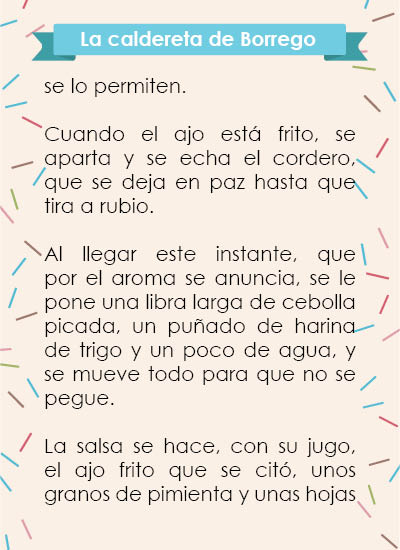 La caldereta de Borrego
se lo permiten.
Cuando el ajo está frito, se
aparta y se echa el cordero,
que se deja en paz hasta que
tira a rubio.
Al llegar este instante, que
por el aroma se anuncia, se le
pone una libra larga de cebolla
picada, un puñado de harina
de trigo y un poco de agua, y
se mueve todo para que no se
pegue.
La salsa se hace, con su jugo,
el ajo frito que se citó, unos
granos de pimienta y unas hojas